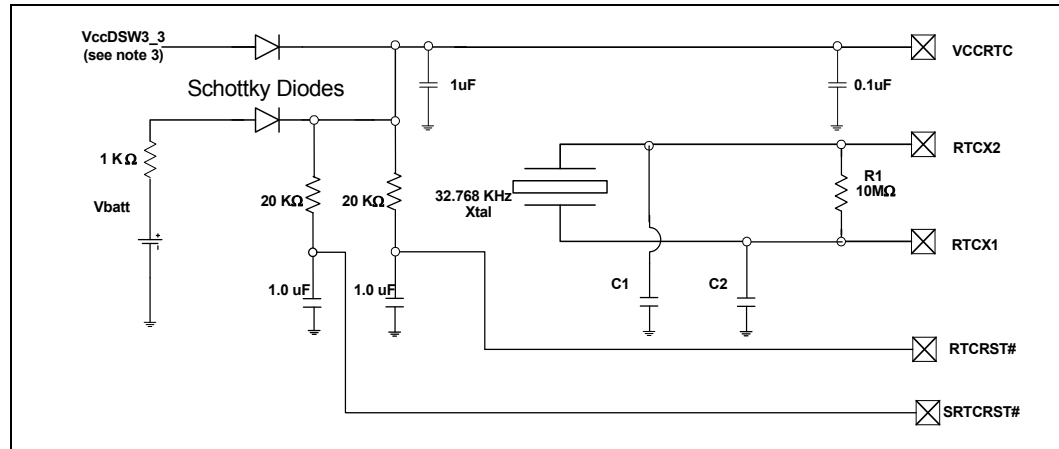 VccDSW3_3
(see note 3)
Schottky Diodes
1uF
0.1uF
VCCRTC
1 KΩ
Vbatt
+
-
20 KΩ
20 KΩ
1.0 uF
1.0 uF
32.768 KHz
Xtal
C1
C2
R1
10MΩ
RTCX2
RTCX1
RTCRST#
SRTCRST#